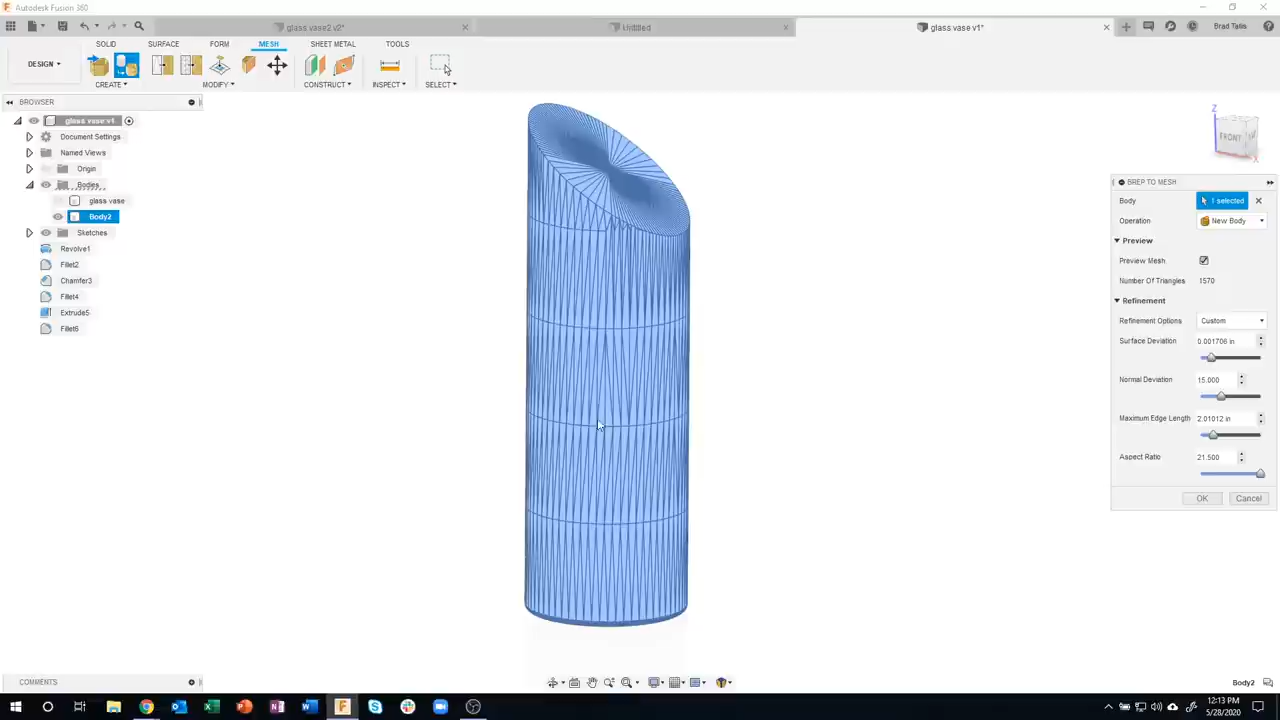 Autodesk Fusion 360
glass vase2 v2*
Untitled
glass vase v1*
Brad Tallis
SOLID
SURFACE
FORM
MESH
SHEET METAL
TOOLS
DESIGN
CREATE
MODIFY
CONSTRUCT
INSPECT
SELECT
BROWSER
glass vase v1
Document Settings
Named Views
Origin
Bodies
glass vase
Body2
Sketches
Revolve1
Fillet2
Chamfer3
Fillet4
Extrude5
Fillet6
Z
FRONT
X
BREP TO MESH
Body 1 selected
Operation New Body
Preview
Preview Mesh
Number Of Triangles 1570
Refinement
Refinement Options Custom
Surface Deviation 0.001706 in
Normal Deviation 15.000
Maximum Edge Length 2.01012 in
Aspect Ratio 21.500
OK Cancel
COMMENTS
Body2
12:13 PM
5/28/2020